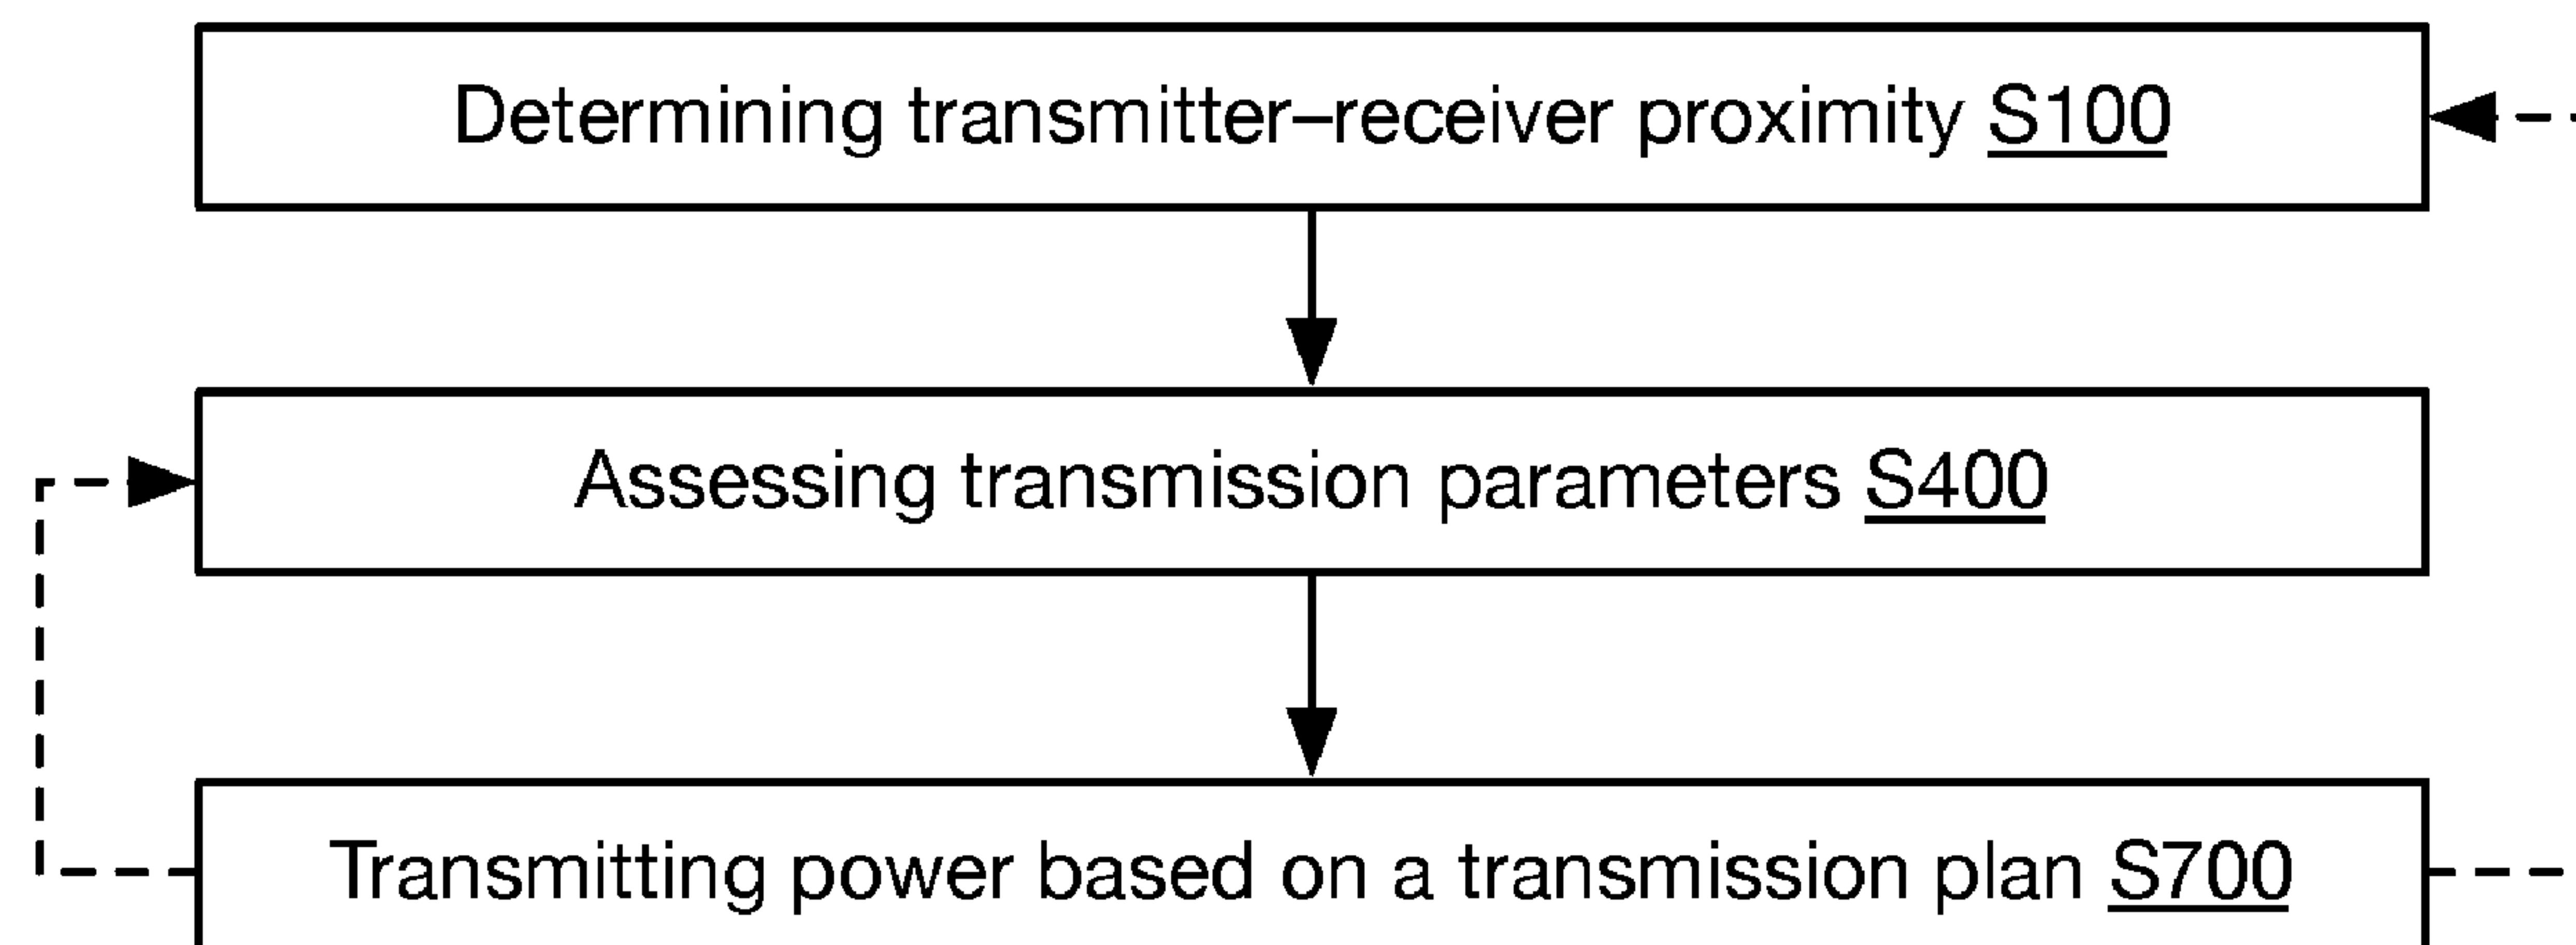 Determining transmitter–receiver proximity S100
Assessing transmission parameters S400
Transmitting power based on a transmission plan S700